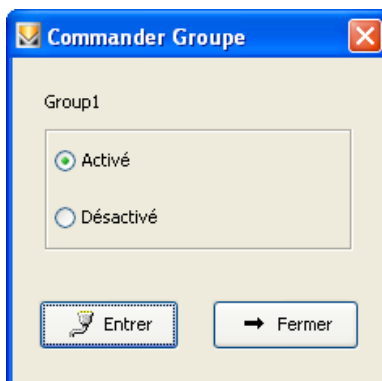 Commander Groupe
Group1
Activé
Désactivé
Entrer
Fermer